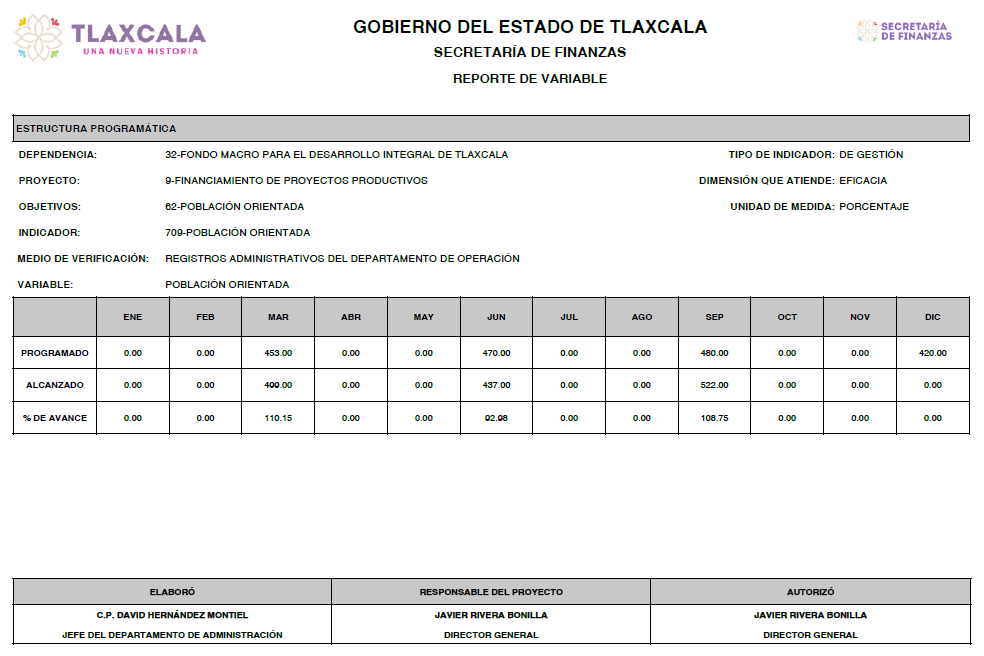 TLAXCALA
UNA NUEVA HISTORIA
GOBIERNO DEL ESTADO DE TLAXCALA
SECRETARÍA DE FINANZAS
REPORTE DE VARIABLE
SECRETARÍA
DE FINANZAS
ESTRUCTURA PROGRAMÁTICA
DEPENDENCIA: 32-FONDO MACRO PARA EL DESARROLLO INTEGRAL DE TLAXCALA TIPO DE INDICADOR: DE GESTIÓN
PROYECTO: 9-FINANCIAMIENTO DE PROYECTOS PRODUCTIVOS DIMENSIÓN QUE ATIENDE: EFICACIA
OBJETIVOS: 62-POBLACIÓN ORIENTADA UNIDAD DE MEDIDA: PORCENTAJE
INDICADOR: 709-POBLACIÓN ORIENTADA
MEDIO DE VERIFICACIÓN: REGISTROS ADMINISTRATIVOS DEL DEPARTAMENTO DE OPERACIÓN
VARIABLE: POBLACIÓN ORIENTADA
ENE FEB MAR ABR MAY JUN JUL AGO SEP OCT NOV DIC
PROGRAMADO 0.00 0.00 453.00 0.00 0.00 470.00 0.00 0.00 480.00 0.00 0.00 420.00
ALCANZADO 0.00 0.00 499.00 0.00 0.00 437.00 0.00 0.00 522.00 0.00 0.00 0.00
% DE AVANCE 0.00 0.00 110.15 0.00 0.00 92.98 0.00 0.00 108.75 0.00 0.00 0.00
ELABORÓ RESPONSABLE DEL PROYECTO AUTORIZÓ
C.P. DAVID HERNÁNDEZ MONTIEL JAVIER RIVERA BONILLA JAVIER RIVERA BONILLA
JEFE DEL DEPARTAMENTO DE ADMINISTRACIÓN DIRECTOR GENERAL DIRECTOR GENERAL